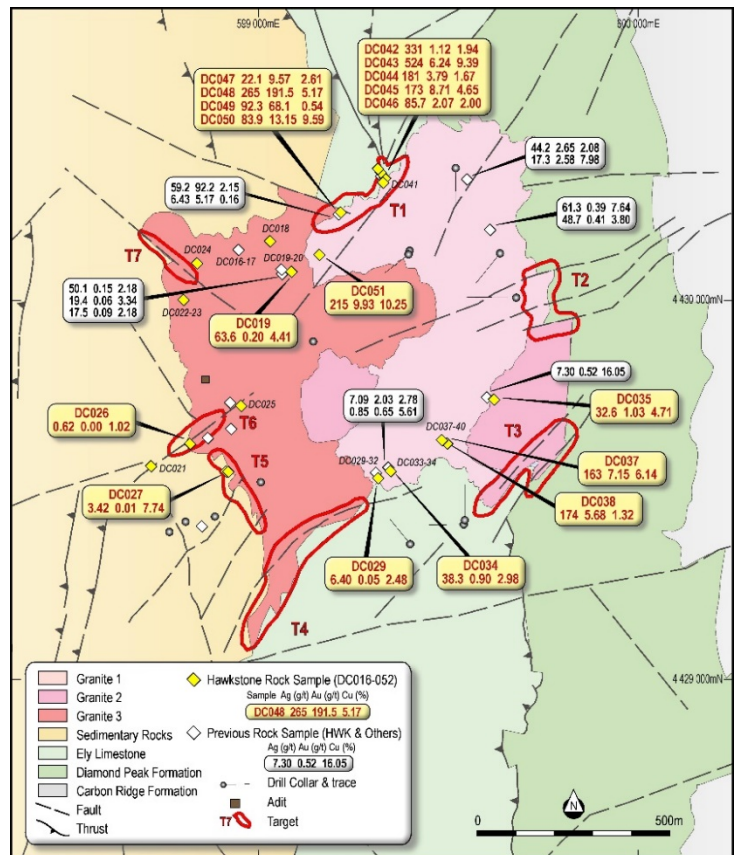 599 000mE
600 000mE
DC042 331 1.12 1.94
DC043 524 6.24 9.39
DC044 181 3.79 1.67
DC045 173 8.71 4.65
DC046 85.7 2.07 2.00
DC047 22.1 9.57 2.61
DC048 265 191.5 5.17
DC049 92.3 68.1 0.54
DC050 83.9 13.15 9.59
44.2 2.65 2.08
17.3 2.58 7.98
59.2 92.2 2.15
6.43 5.17 0.16
DC041
T1
61.3 0.39 7.64
48.7 0.41 3.80
T7
DC024
DC018
DC016-17
DC019-20
T2
50.1 0.15 2.18
19.4 0.06 3.34
17.5 0.09 2.18
DC022-23
DC051
215 9.93 10.25
4 430 000mN
DC019
63.6 0.20 4.41
7.30 0.52 16.05
DC026
0.62 0.00 1.02
DC025
T6
7.09 2.03 2.78
0.85 0.65 5.61
DC035
32.6 1.03 4.71
DC037-40
T3
DC021
T5
DC029-32
DC033-34
DC037
163 7.15 6.14
DC027
3.42 0.01 7.74
DC038
174 5.68 1.32
DC029
6.40 0.05 2.48
DC034
38.3 0.90 2.98
T4
4 429 000mN
Granite 1
Granite 2
Granite 3
Sedimentary Rocks
Ely Limestone
Diamond Peak Formation
Carbon Ridge Formation
Fault
Thrust
Hawkstone Rock Sample (DC016-052)
Sample Ag (g/t) Au (g/t) Cu (%)
DC048 265 191.5 5.17
Previous Rock Sample (HWK & Others)
Ag (g/t) Au (g/t) Cu (%)
7.30 0.52 16.05
Drill Collar & trace
Adit
T7 Target
N
0 500m